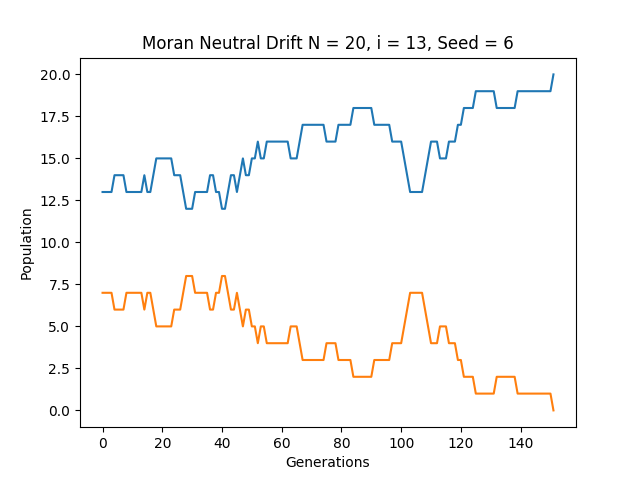 Moran Neutral Drift N = 20, i = 13, Seed = 6
20.0
17.5
15.0
12.5
10.0
7.5
5.0
2.5
0.0
Population
0 20 40 60 80 100 120 140
Generations